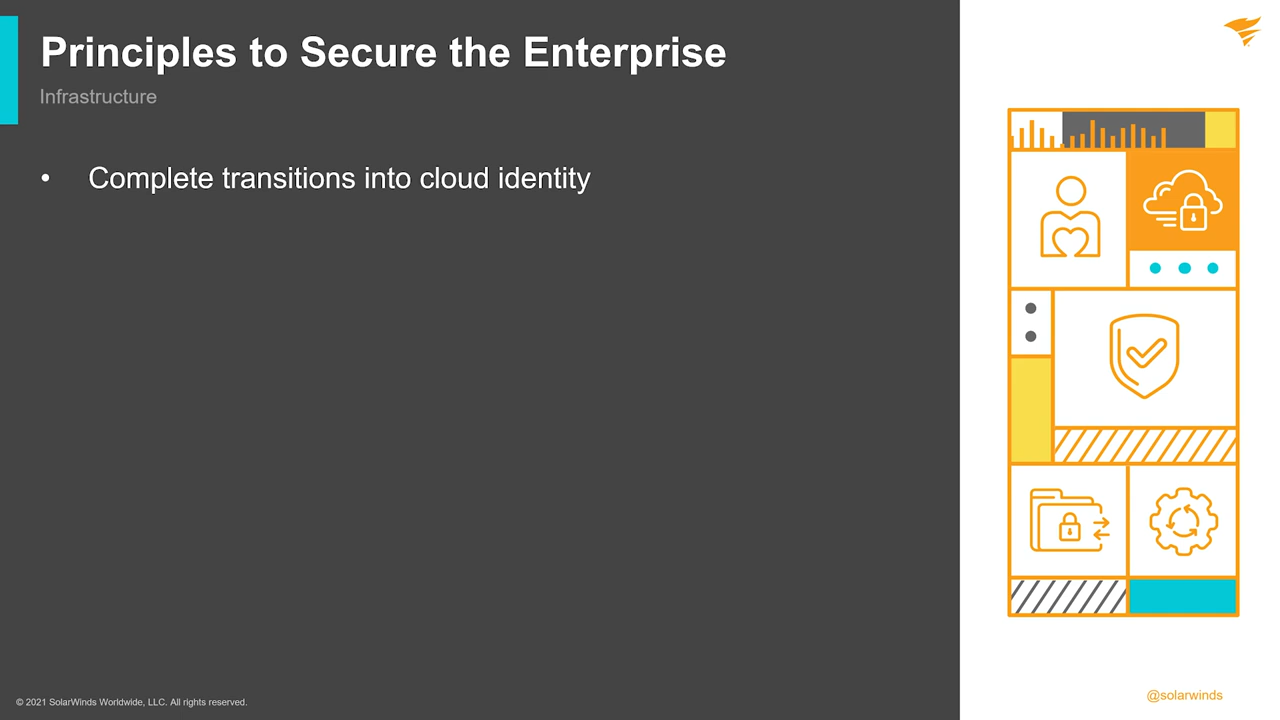 Principles to Secure the Enterprise
Infrastructure
• Complete transitions into cloud identity
© 2021 SolarWinds Worldwide, LLC. All rights reserved.
@solarwinds